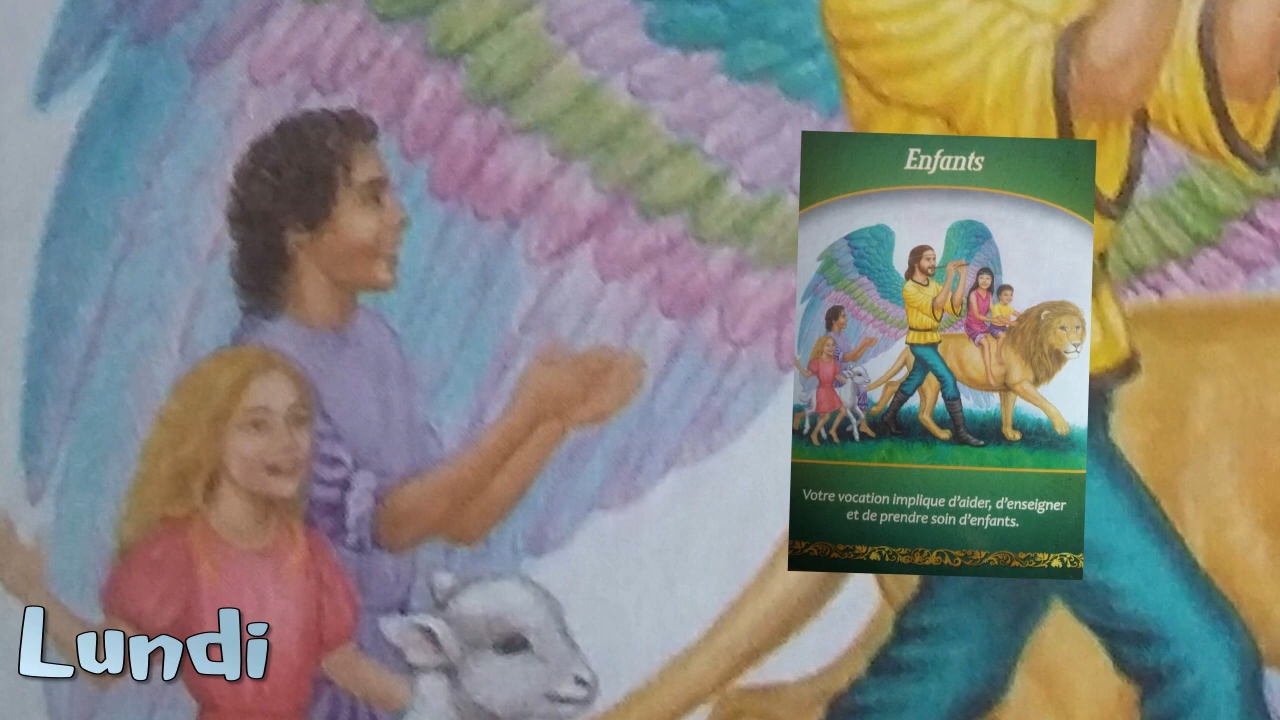 Enfants
Votre vocation implique d'aider, d'enseigner
et de prendre soin d'enfants.
Lundi